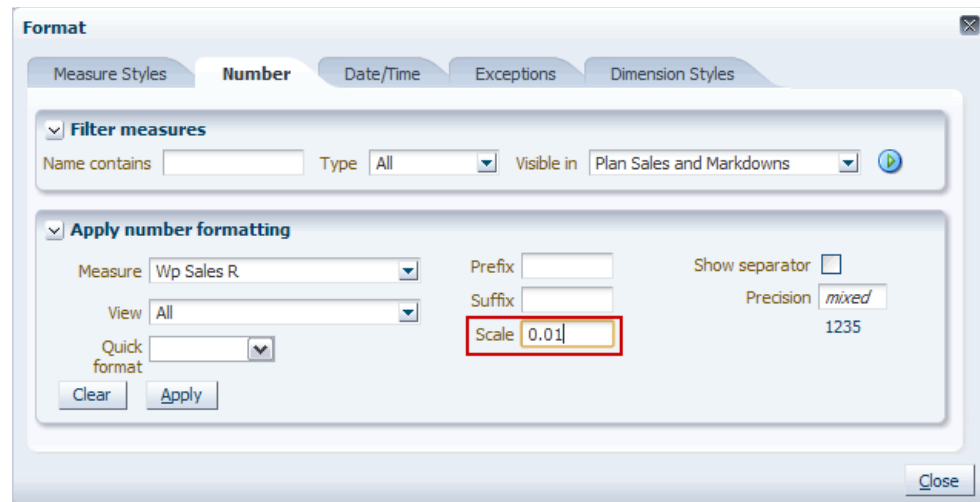 Format
Measure Styles Number Date/Time Exceptions Dimension Styles
Filter measures
Name contains Type All Visible in Plan Sales and Markdowns
Apply number formatting
Measure Wp Sales R Prefix Show separator
View All Suffix Precision mixed
Quick format Scale 0.01 1235
Clear Apply
Close